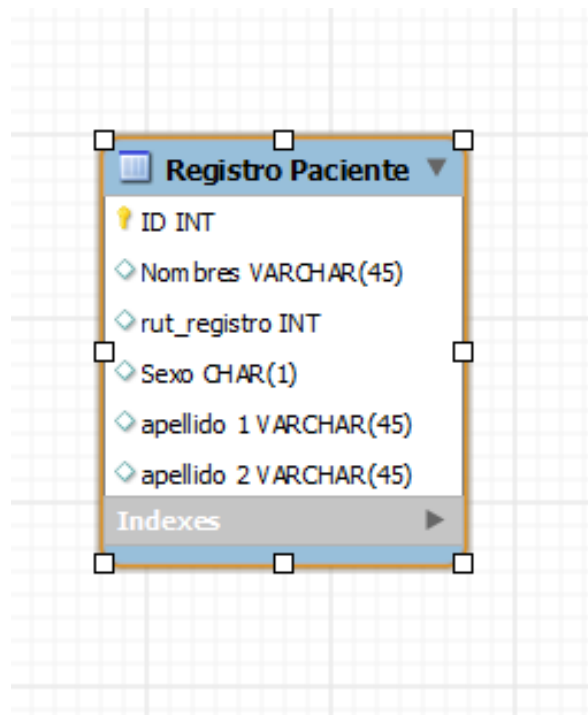 Registro Paciente
ID INT
Nombres VARCHAR(45)
rut_registro INT
Sexo CHAR(1)
apellido 1 VARCHAR(45)
apellido 2 VARCHAR(45)
Indexes